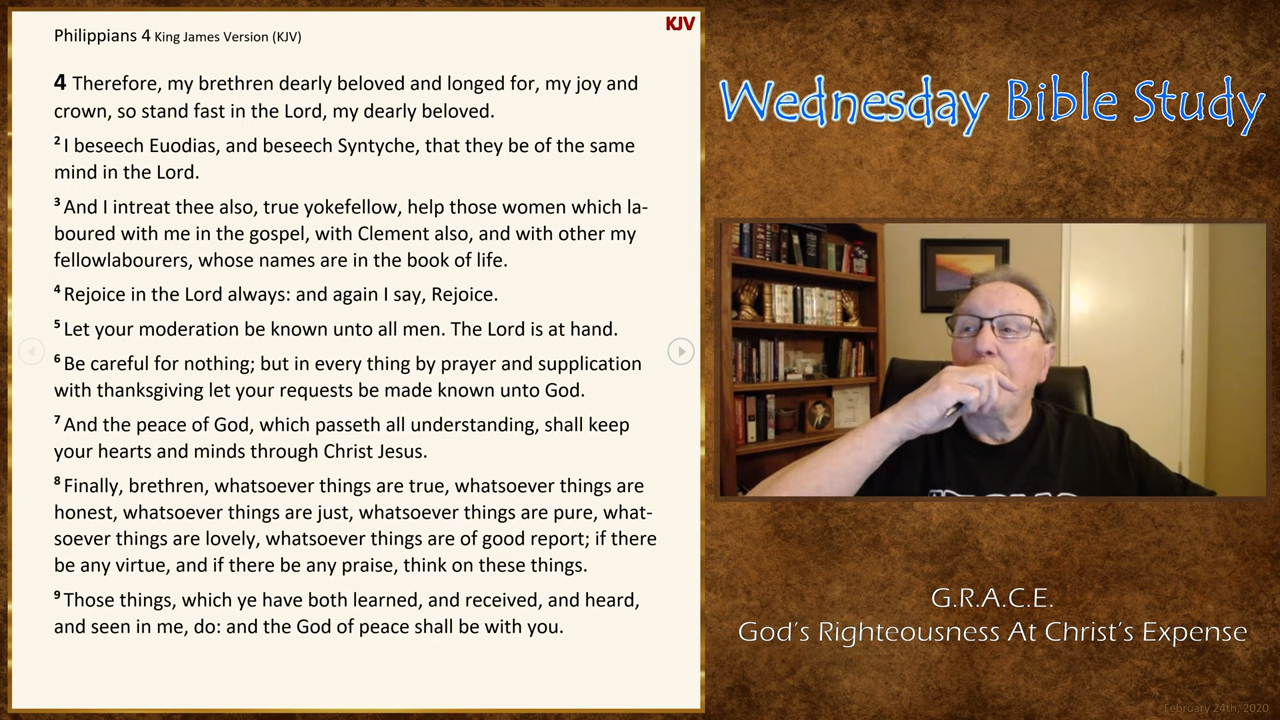 KJV
Philippians 4 King James Version (KJV)
4 Therefore, my brethren dearly beloved and longed for, my joy and
crown, so stand fast in the Lord, my dearly beloved.
2 I beseech Euodias, and beseech Syntyche, that they be of the same
mind in the Lord.
3 And I intreat thee also, true yokefellow, help those women which la-
boured with me in the gospel, with Clement also, and with other my
fellowlabourers, whose names are in the book of life.
4 Rejoice in the Lord always: and again I say, Rejoice.
5 Let your moderation be known unto all men. The Lord is at hand.
6 Be careful for nothing; but in every thing by prayer and supplication
with thanksgiving let your requests be made known unto God.
7 And the peace of God, which passeth all understanding, shall keep
your hearts and minds through Christ Jesus.
8 Finally, brethren, whatsoever things are true, whatsoever things are
honest, whatsoever things are just, whatsoever things are pure, what-
soever things are lovely, whatsoever things are of good report; if there
be any virtue, and if there be any praise, think on these things.
9 Those things, which ye have both learned, and received, and heard,
and seen in me, do: and the God of peace shall be with you.
Wednesday Bible Study
G.R.A.C.E.
God's Righteousness At Christ's Expense
February 24th, 2020